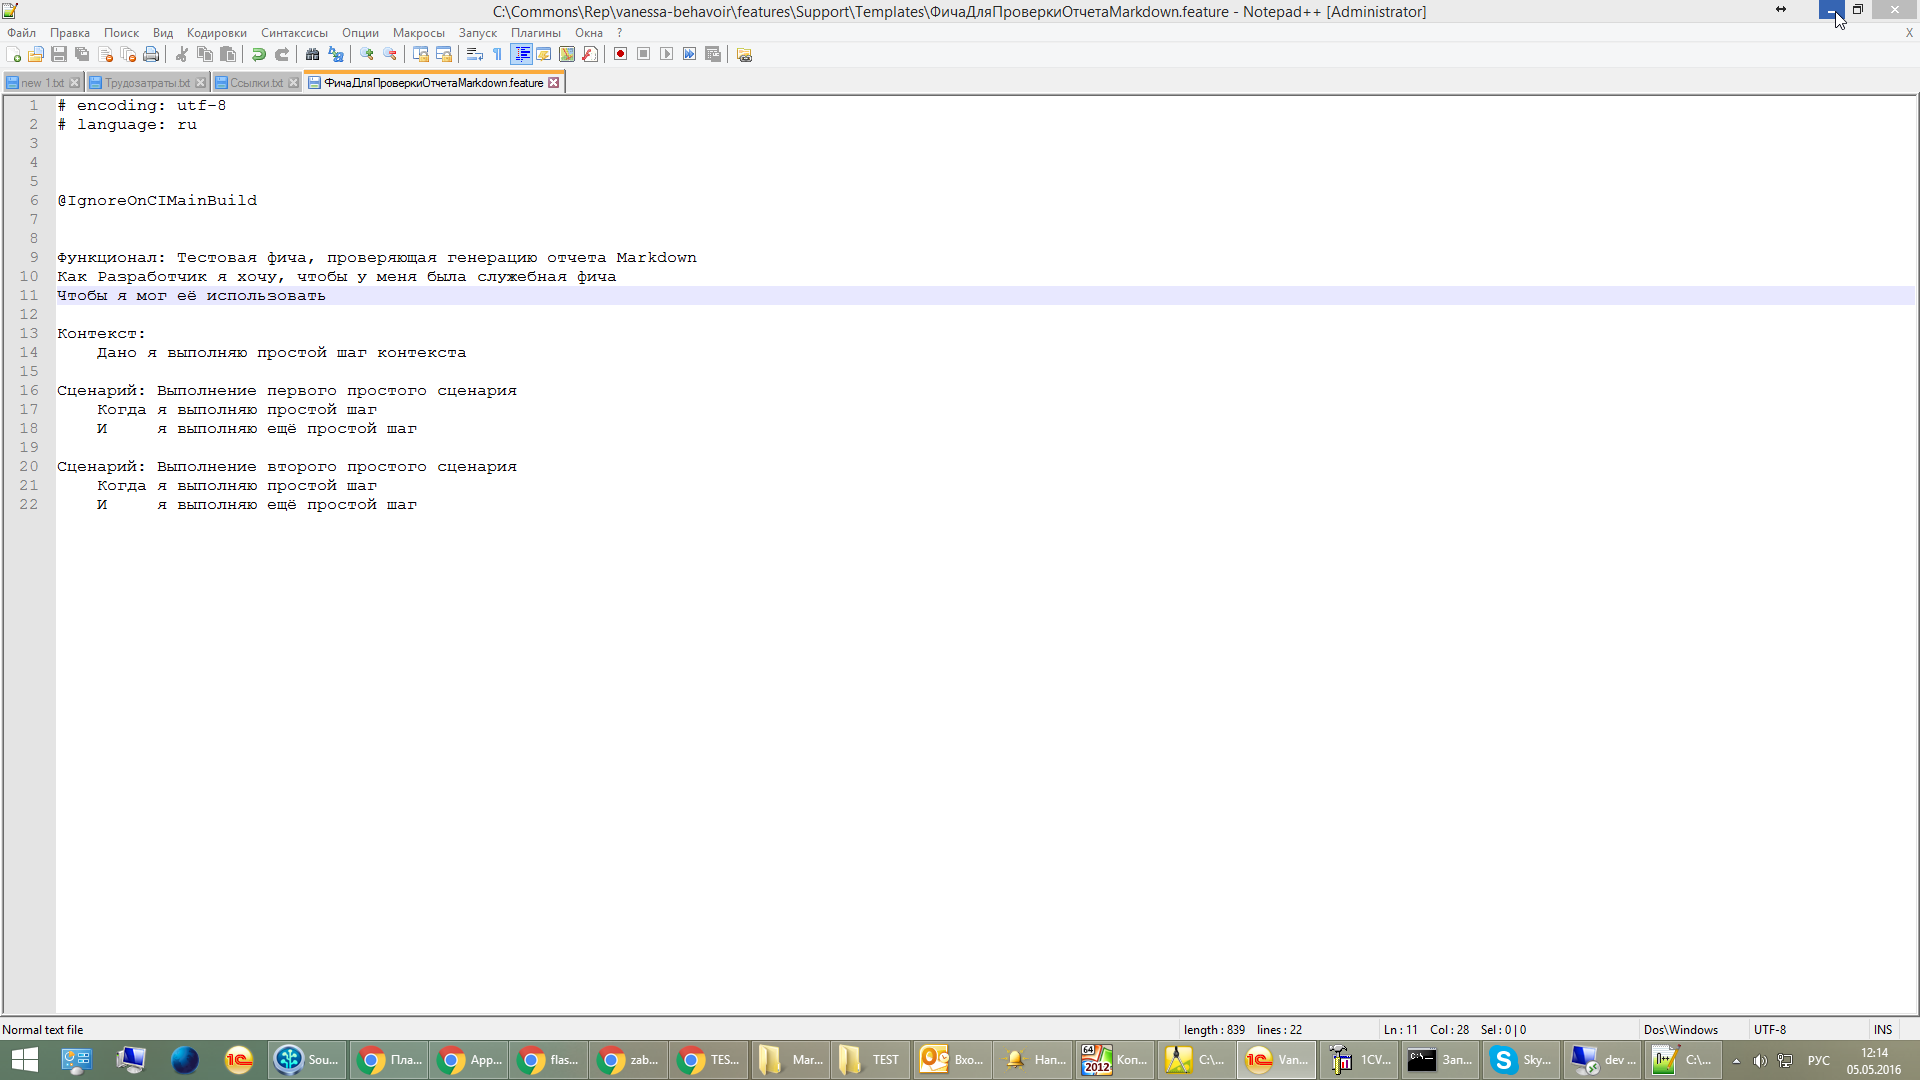 C:\Commons\Rep\vanessa-behavoir\features\Support\Templates\ФичаДляПроверкиОтчетаMarkdown.feature - Notepad++ [Administrator]
Файл Правка Поиск Вид Кодировки Синтаксисы Опции Макросы Запуск Плагины Окна ? X
new 1.txt Трудозатраты.txt Ссылки.txt ФичаДляПроверкиОтчетаMarkdown.feature
1 # encoding: utf-8
2 # language: ru
3
4
5
6 @IgnoreOnCIMainBuild
7
8
9 Функционал: Тестовая фича, проверяющая генерацию отчета Markdown
10 Как Разработчик я хочу, чтобы у меня была служебная фича
11 Чтобы я мог её использовать
12
13 Контекст:
14 Дано я выполняю простой шаг контекста
15
16 Сценарий: Выполнение первого простого сценария
17 Когда я выполняю простой шаг
18 И я выполняю ещё простой шаг
19
20 Сценарий: Выполнение второго простого сценария
21 Когда я выполняю простой шаг
22 И я выполняю ещё простой шаг
Normal text file length : 839 lines : 22 Ln : 11 Col : 28 Sel : 0 | 0 Dos\Windows UTF-8 INS
Sou... Пла... App... flas... zab... TES... Mar... TEST Вхо... Нап... 64 2012 Коп... C:\... Van... 1CV... Зап... Sky... dev ... C:\... РУС 12:14
05.05.2016